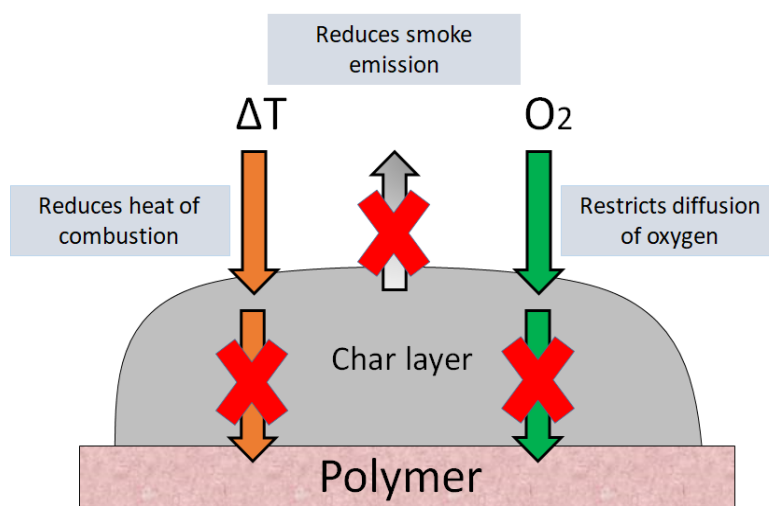 Reduces smoke
emission
ΔT
O2
Reduces heat of
combustion
Restricts diffusion
of oxygen
Char layer
Polymer